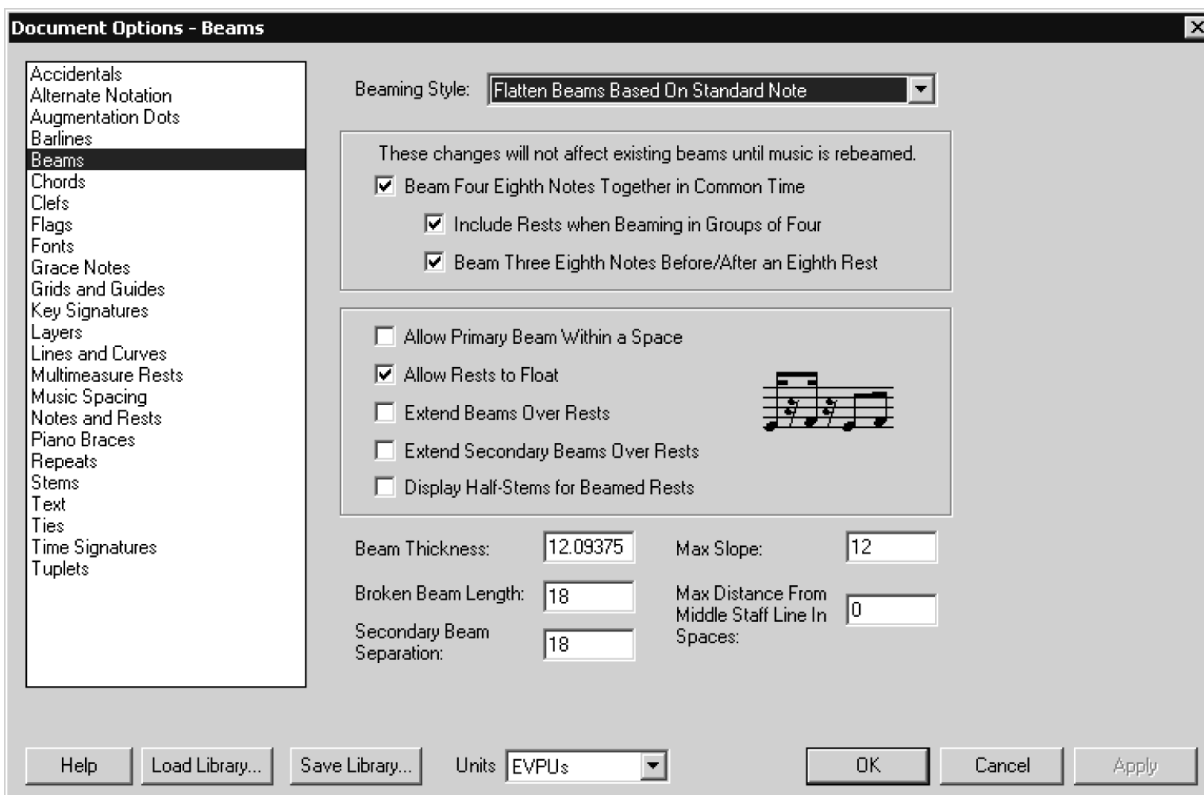 Document Options - Beams
Accidentals
Alternate Notation
Augmentation Dots
Barlines
Beams
Chords
Clefs
Flags
Fonts
Grace Notes
Grids and Guides
Key Signatures
Layers
Lines and Curves
Multimeasure Rests
Music Spacing
Notes and Rests
Piano Braces
Repeats
Stems
Text
Ties
Time Signatures
Tuplets
Beaming Style: Flatten Beams Based On Standard Note
These changes will not affect existing beams until music is rebeamed.
Beam Four Eighth Notes Together in Common Time
Include Rests when Beaming in Groups of Four
Beam Three Eighth Notes Before/After an Eighth Rest
Allow Primary Beam Within a Space
Allow Rests to Float
Extend Beams Over Rests
Extend Secondary Beams Over Rests
Display Half-Stems for Beamed Rests
Beam Thickness: 12.09375
Broken Beam Length: 18
Secondary Beam
Separation: 18
Max Slope: 12
Max Distance From
Middle Staff Line In
Spaces: 0
Help Load Library... Save Library... Units EVPUs OK Cancel Apply